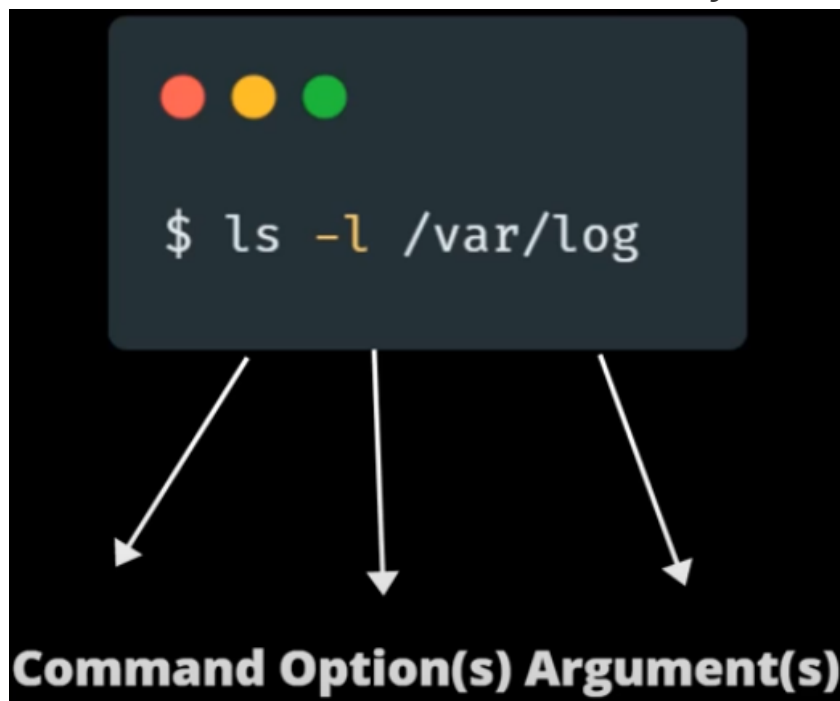 $ ls -l /var/log
Command Option(s) Argument(s)